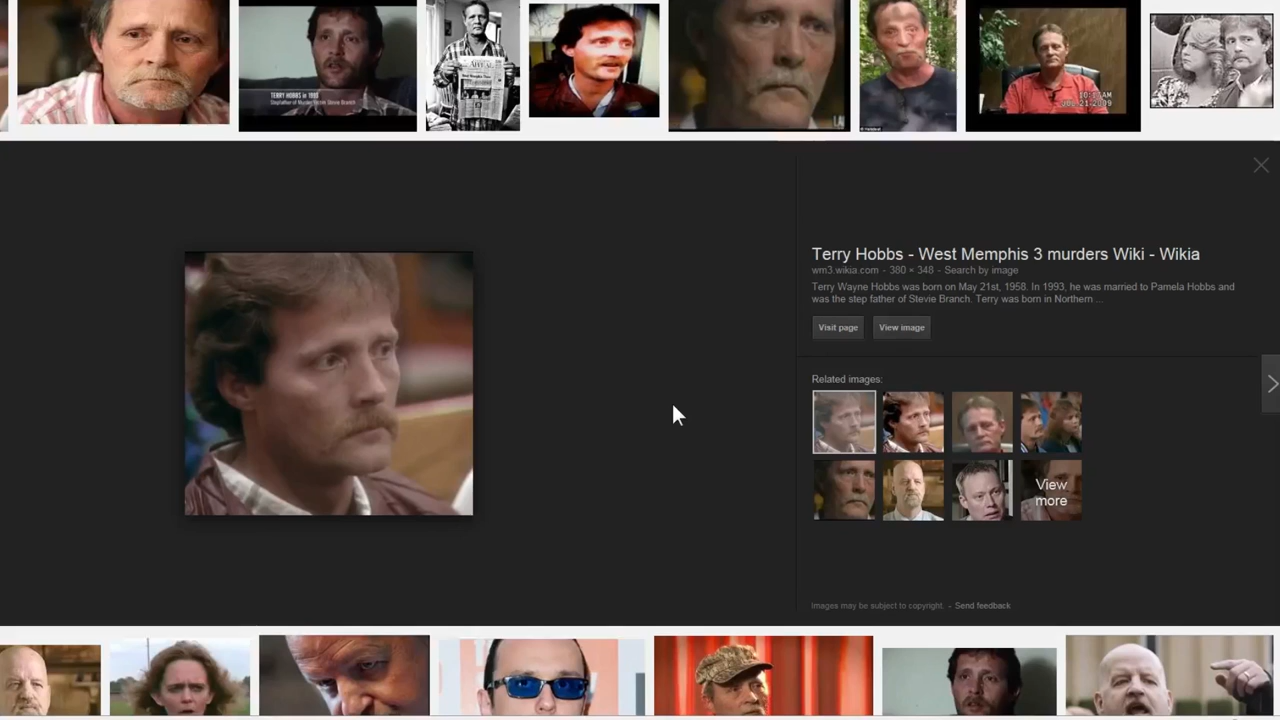 TERRY HOBBS in 1993
Terry Hobbs - West Memphis 3 murders Wiki - Wikia
wm3.wikia.com - 380 × 348 - Search by image
Terry Wayne Hobbs was born on May 21st, 1958. In 1993, he was married to Pamela Hobbs and
was the step father of Stevie Branch. Terry was born in Northern ...
Visit page
View image
Related images:
View
more
Images may be subject to copyright. - Send feedback